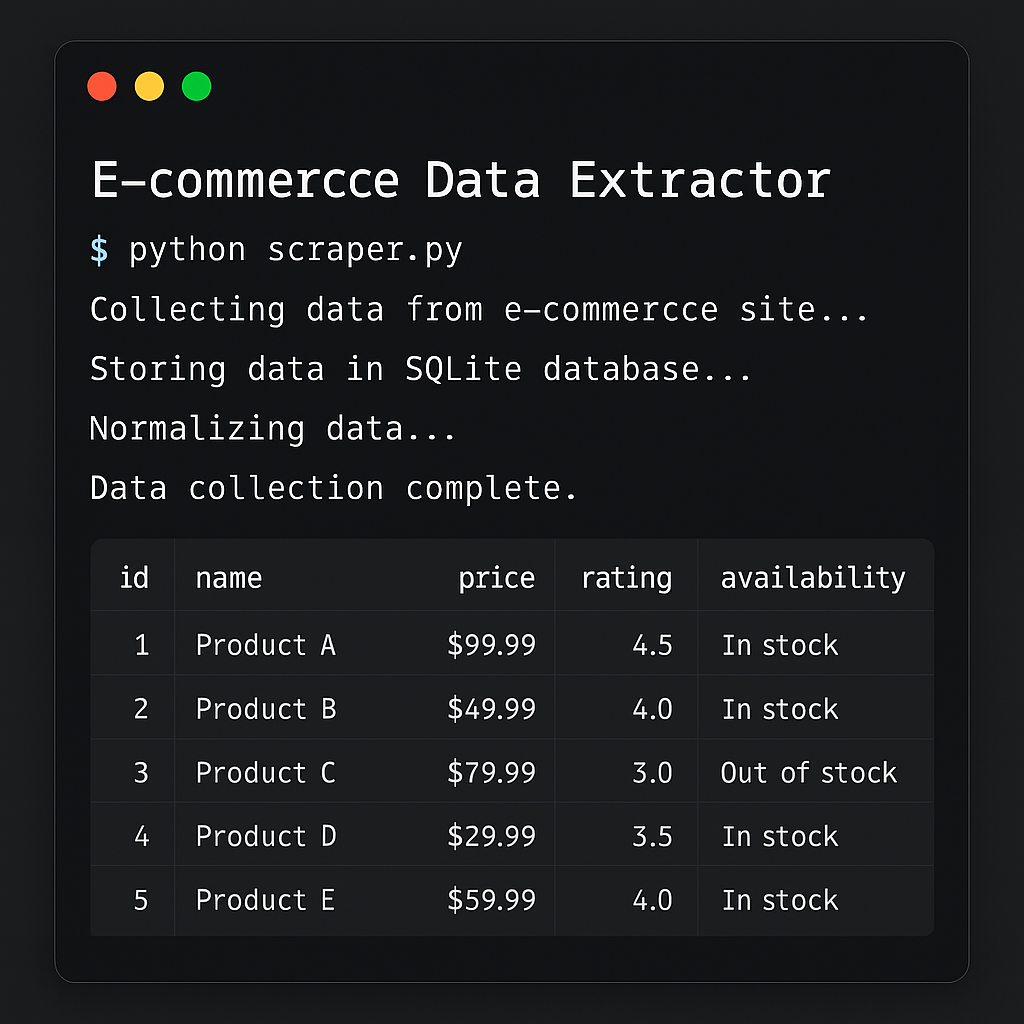 E-commercce Data Extractor
$ python scraper.py
Collecting data from e-commercce site...
Storing data in SQLite database...
Normalizing data...
Data collection complete.
id name price rating availability
1 Product A $99.99 4.5 In stock
2 Product B $49.99 4.0 In stock
3 Product C $79.99 3.0 Out of stock
4 Product D $29.99 3.5 In stock
5 Product E $59.99 4.0 In stock